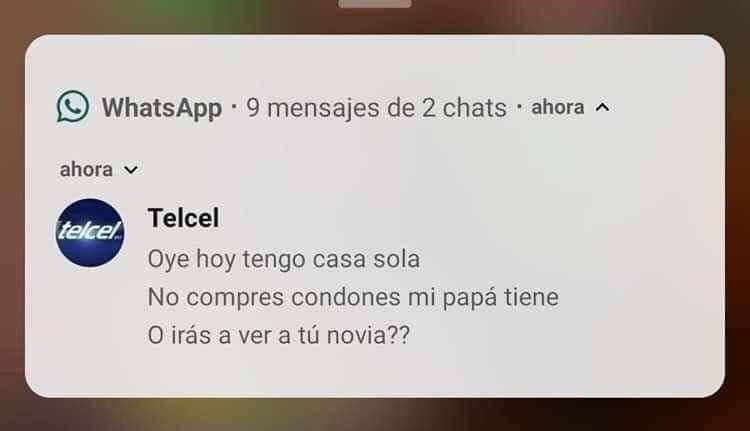 WhatsApp · 9 mensajes de 2 chats · ahora
ahora
telcel
Telcel
Oye hoy tengo casa sola
No compres condones mi papá tiene
O irás a ver a tú novia??